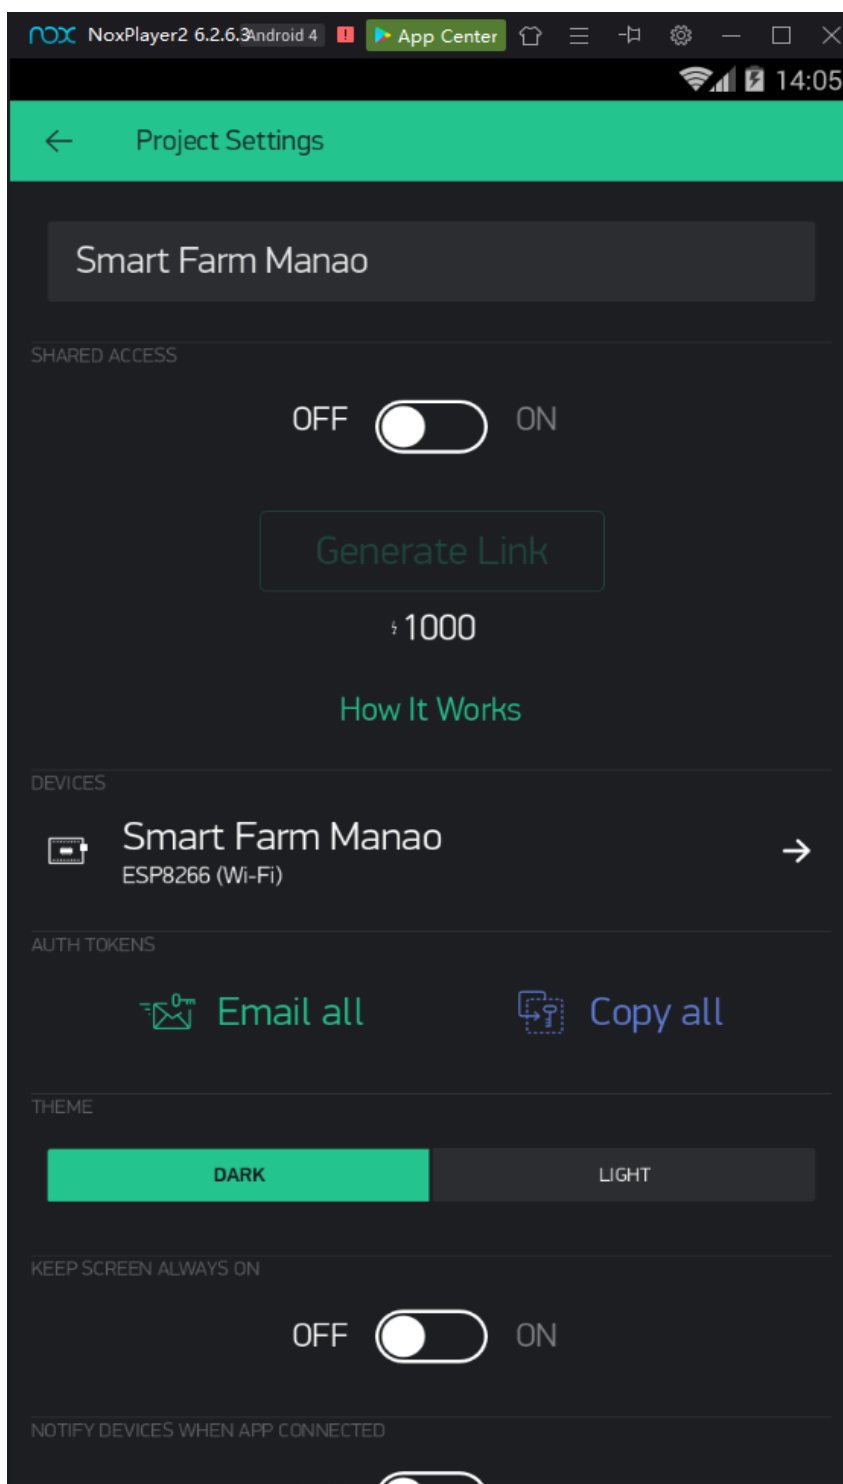 nox NoxPlayer2 6.2.6.3 Android 4 App Center
14:05
Project Settings
Smart Farm Manao
SHARED ACCESS
OFF ON
Generate Link
1000
How It Works
DEVICES
Smart Farm Manao
ESP8266 (Wi-Fi)
AUTH TOKENS
Email all Copy all
THEME
DARK LIGHT
KEEP SCREEN ALWAYS ON
OFF ON
NOTIFY DEVICES WHEN APP CONNECTED